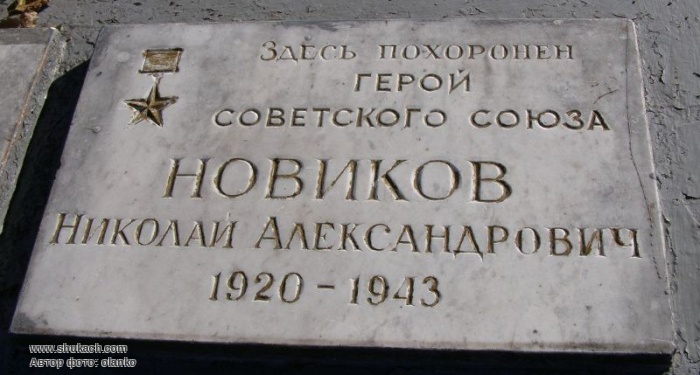 Здесь похоронен
ГЕРОЙ
СОВЕТСКОГО СОЮЗА
НОВИКОВ
Николай Александрович
1920 - 1943
www.shukach.com
Автор фото: olanko